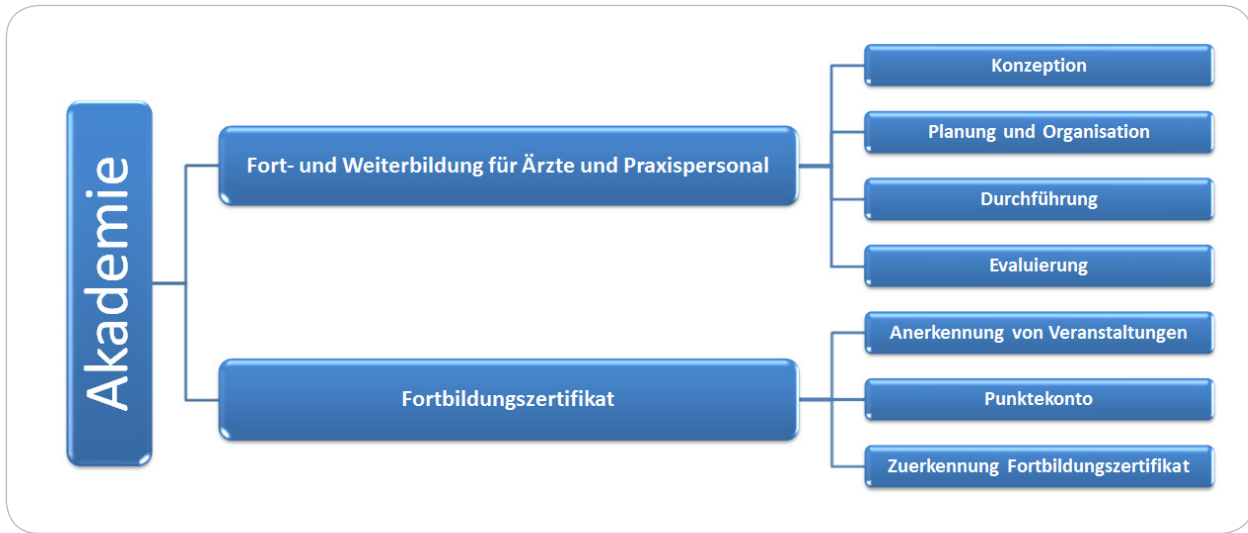 Akademie
Fort- und Weiterbildung für Ärzte und Praxispersonal
Konzeption
Planung und Organisation
Durchführung
Evaluierung
Fortbildungszertifikat
Anerkennung von Veranstaltungen
Punktekonto
Zuerkennung Fortbildungszertifikat